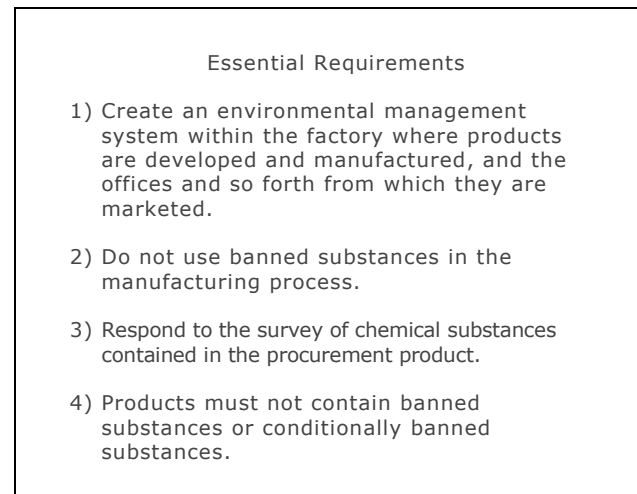 Essential Requirements
1) Create an environmental management
system within the factory where products
are developed and manufactured, and the
offices and so forth from which they are
marketed.
2) Do not use banned substances in the
manufacturing process.
3) Respond to the survey of chemical substances
contained in the procurement product.
4) Products must not contain banned
substances or conditionally banned
substances.